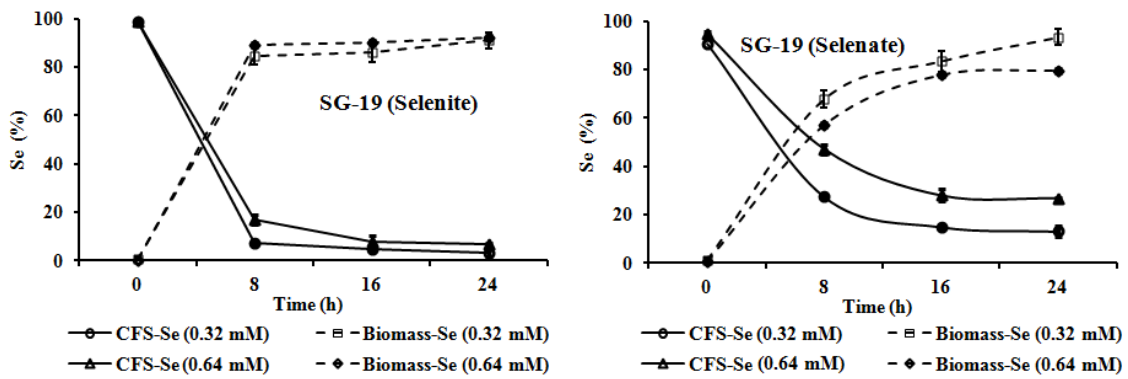 100
80
60
40
20
0
Se (%)
SG-19 (Selenite)
0 8 16 24
Time (h)
CFS-Se (0.32 mM) Biomass-Se (0.32 mM)
CFS-Se (0.64 mM) Biomass-Se (0.64 mM)
100
80
60
40
20
0
Se (%)
SG-19 (Selenate)
0 8 16 24
Time (h)
CFS-Se (0.32 mM) Biomass-Se (0.32 mM)
CFS-Se (0.64 mM) Biomass-Se (0.64 mM)